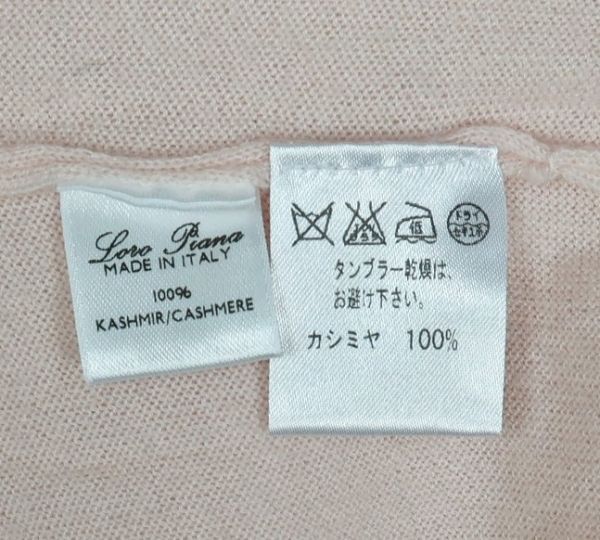 Loro Piana
MADE IN ITALY
100%
KASHMIR/CASHMERE
低
ドライ
セキユ系
タンブラー乾燥は、
お避け下さい。
カシミヤ 100%